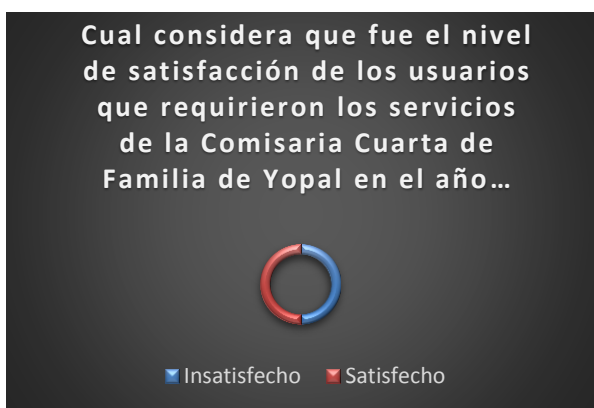 Cual considera que fue el nivel
de satisfacción de los usuarios
que requirieron los servicios
de la Comisaria Cuarta de
Familia de Yopal en el año…
Insatisfecho Satisfecho